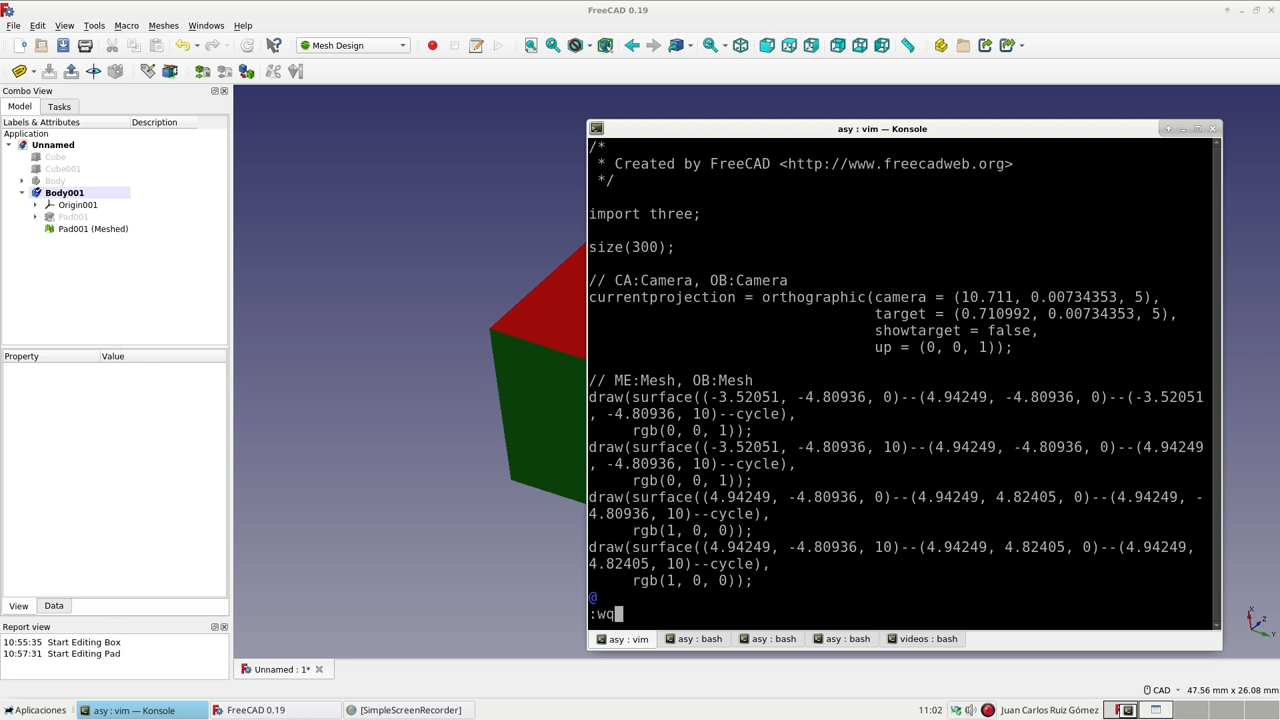 FreeCAD 0.19
File Edit View Tools Macro Meshes Windows Help
Mesh Design
Combo View
Model Tasks
Labels & Attributes Description
Application
Unnamed
Cube
Cube001
Body
Body001
Origin001
Pad001
Pad001 (Meshed)
Property Value
View Data
Report view
10:55:35 Start Editing Box
10:57:31 Start Editing Pad
asy : vim — Konsole
/*
 * Created by FreeCAD <http://www.freecadweb.org>
 */
import three;
size(300);
// CA:Camera, OB:Camera
currentprojection = orthographic(camera = (10.711, 0.00734353, 5),
target = (0.710992, 0.00734353, 5),
showtarget = false,
up = (0, 0, 1));
// ME:Mesh, OB:Mesh
draw(surface((-3.52051, -4.80936, 0)--(4.94249, -4.80936, 0)--(-3.52051
, -4.80936, 10)--cycle),
rgb(0, 0, 1));
draw(surface((-3.52051, -4.80936, 10)--(4.94249, -4.80936, 0)--(4.94249
, -4.80936, 10)--cycle),
rgb(0, 0, 1));
draw(surface((4.94249, -4.80936, 0)--(4.94249, 4.82405, 0)--(4.94249, -
4.80936, 10)--cycle),
rgb(1, 0, 0));
draw(surface((4.94249, -4.80936, 10)--(4.94249, 4.82405, 0)--(4.94249,
4.82405, 10)--cycle),
rgb(1, 0, 0));
@
:wq
asy : vim asy : bash asy : bash asy : bash videos : bash
X
Z
Y
Unnamed : 1*
CAD 47.56 mm x 26.08 mm
Aplicaciones asy : vim — Konsole FreeCAD 0.19 [SimpleScreenRecorder] 11:02 Juan Carlos Ruiz Gómez